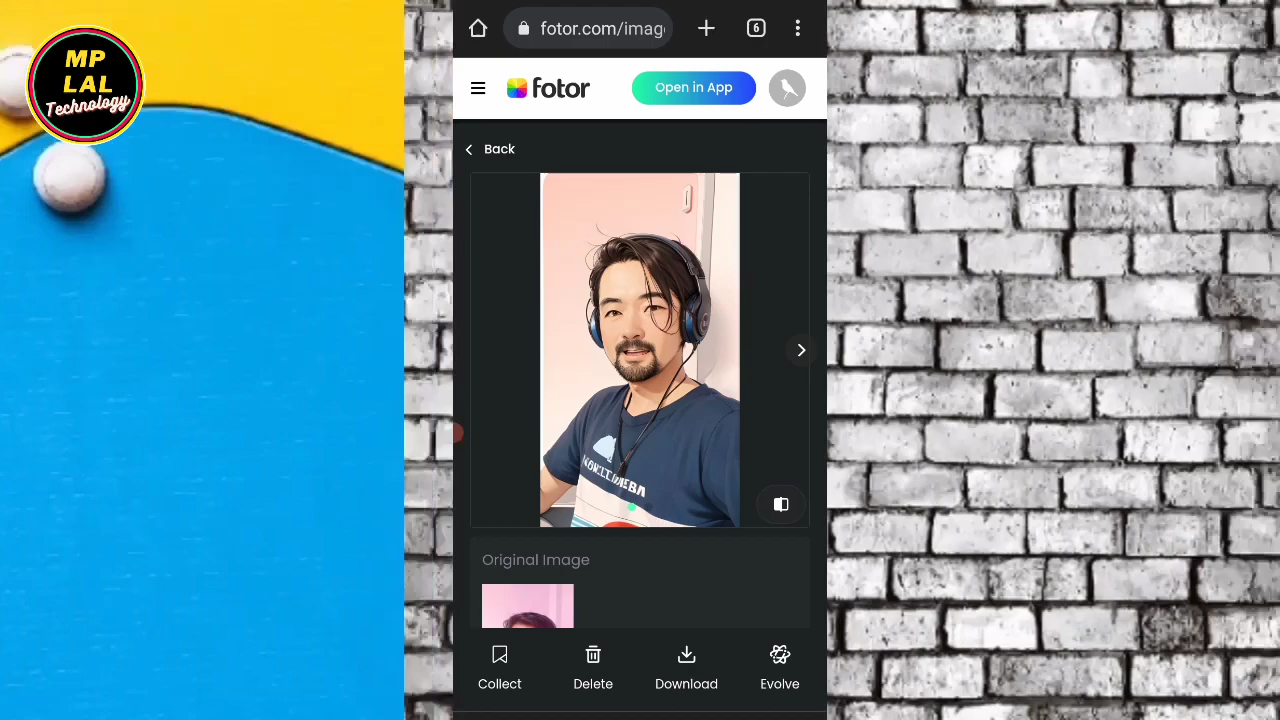 MP
LAL
Technology
6
fotor.com/imag
fotor
Open in App
Back
Original Image
Collect
Delete
Download
Evolve